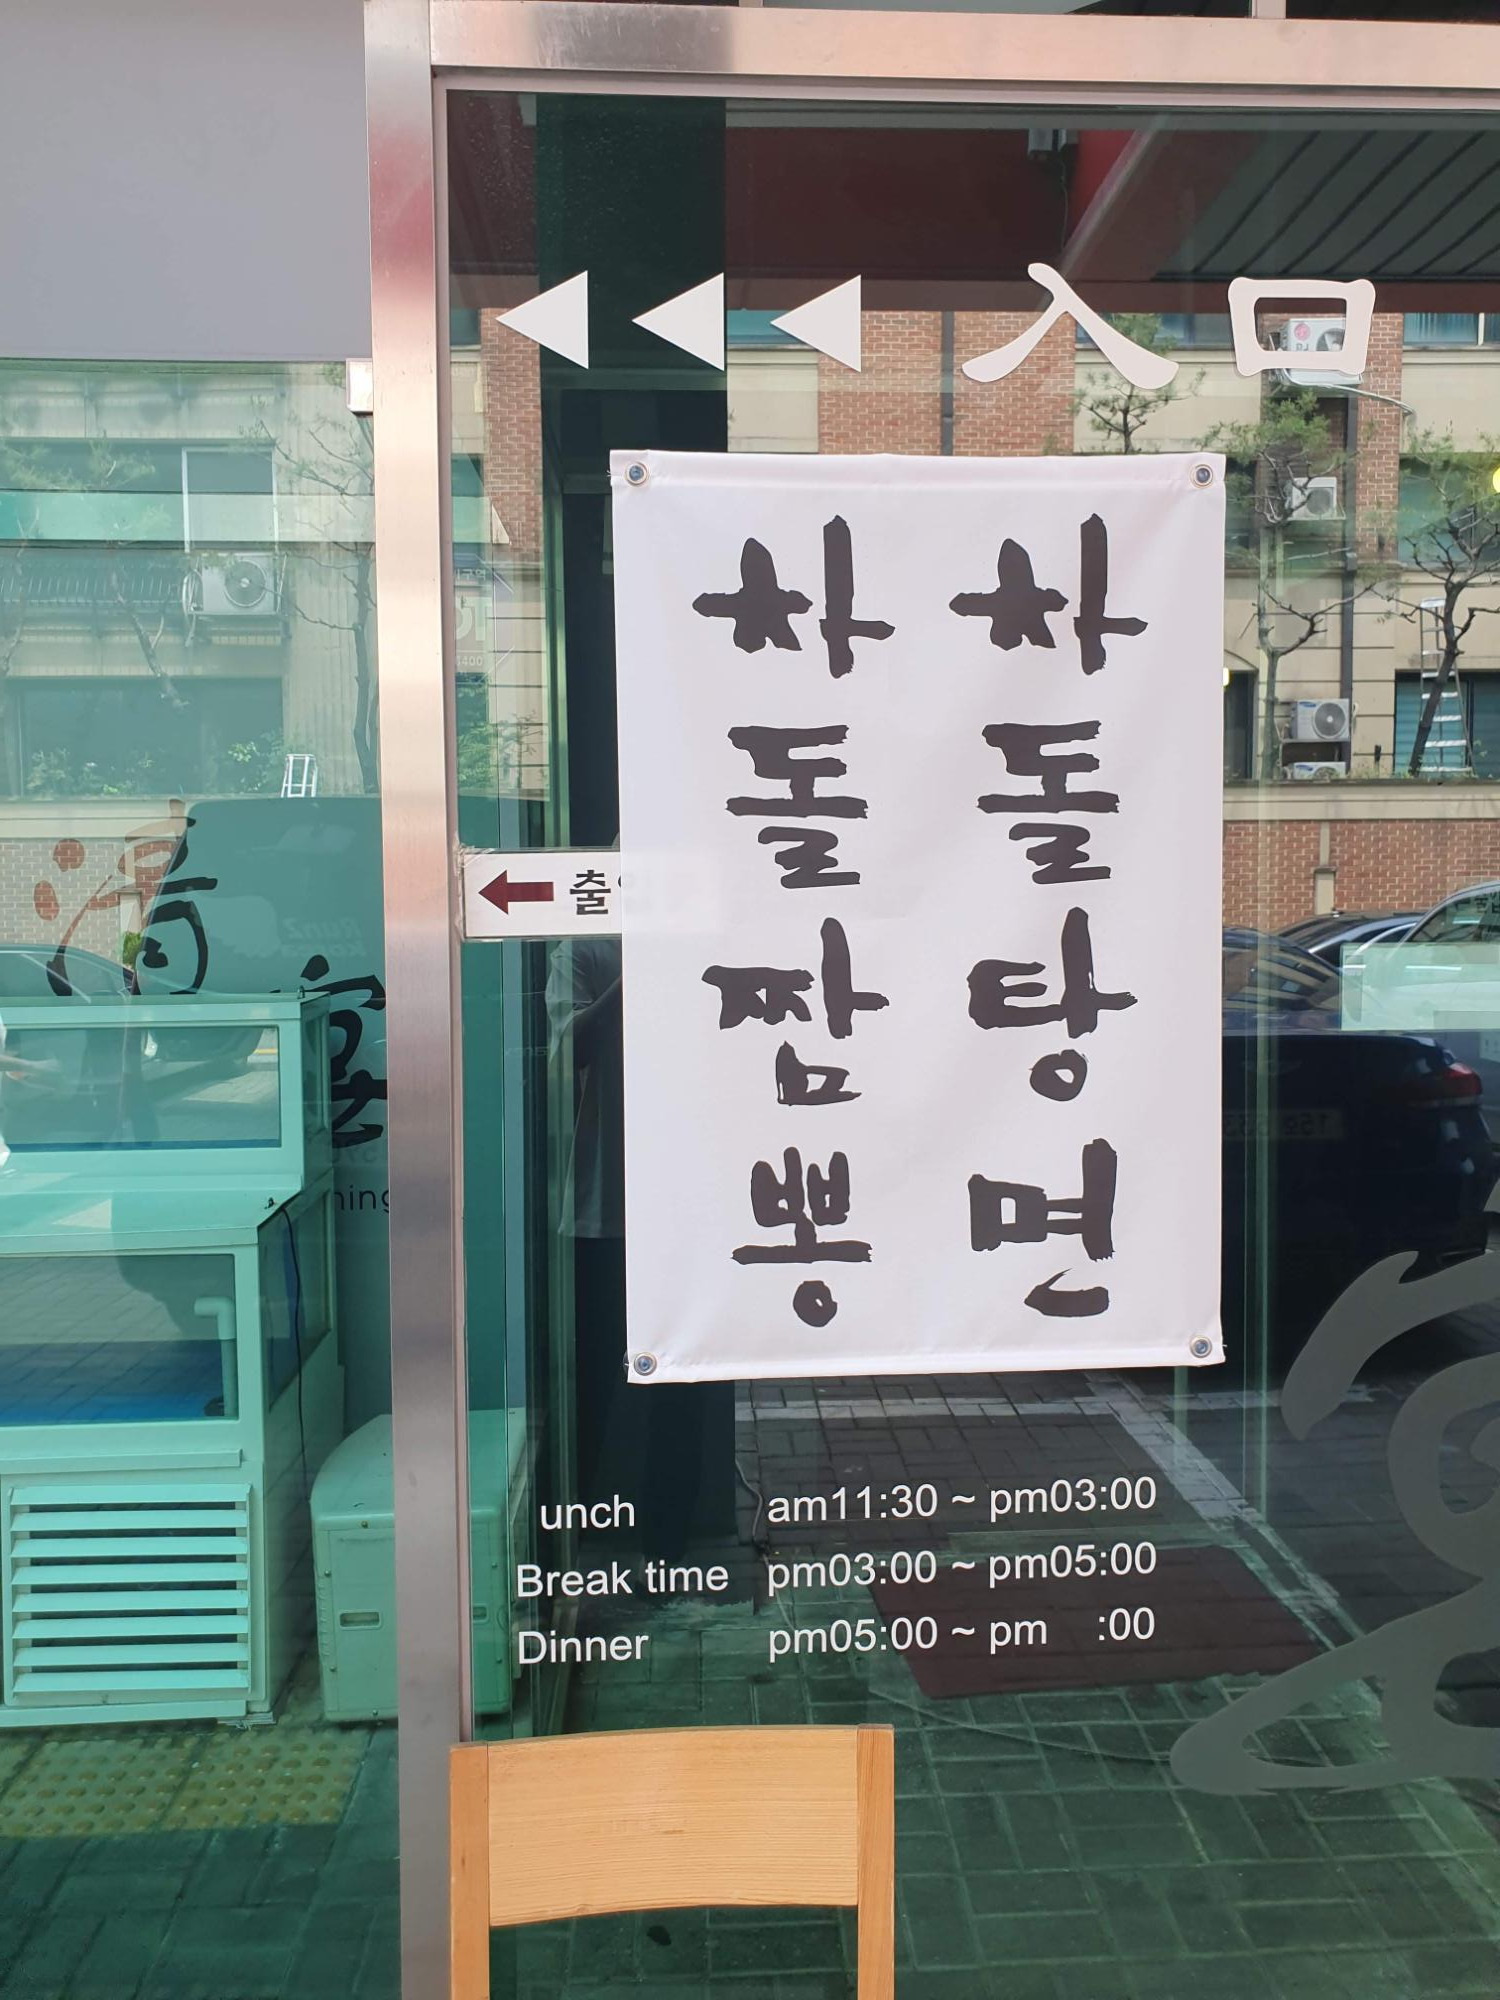 入口
차돌탕면
차돌짬뽕
출
unch am11:30 ~ pm03:00
Break time pm03:00 ~ pm05:00
Dinner pm05:00 ~ pm :00